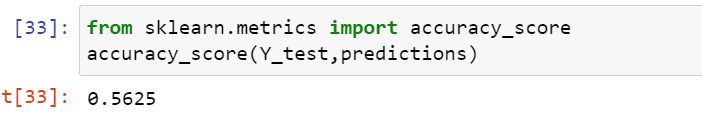 [33]: from sklearn.metrics import accuracy_score
accuracy_score(Y_test,predictions)
t[33]: 0.5625